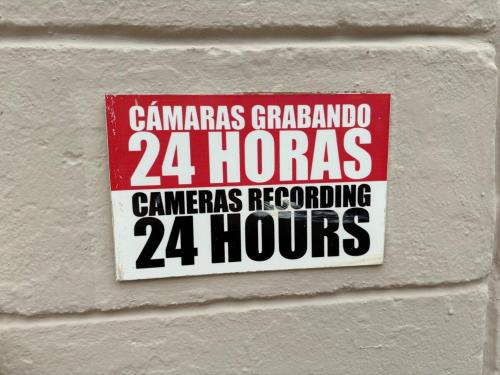 CÁMARAS GRABANDO
24 HORAS
CAMERAS RECORDING
24 HOURS